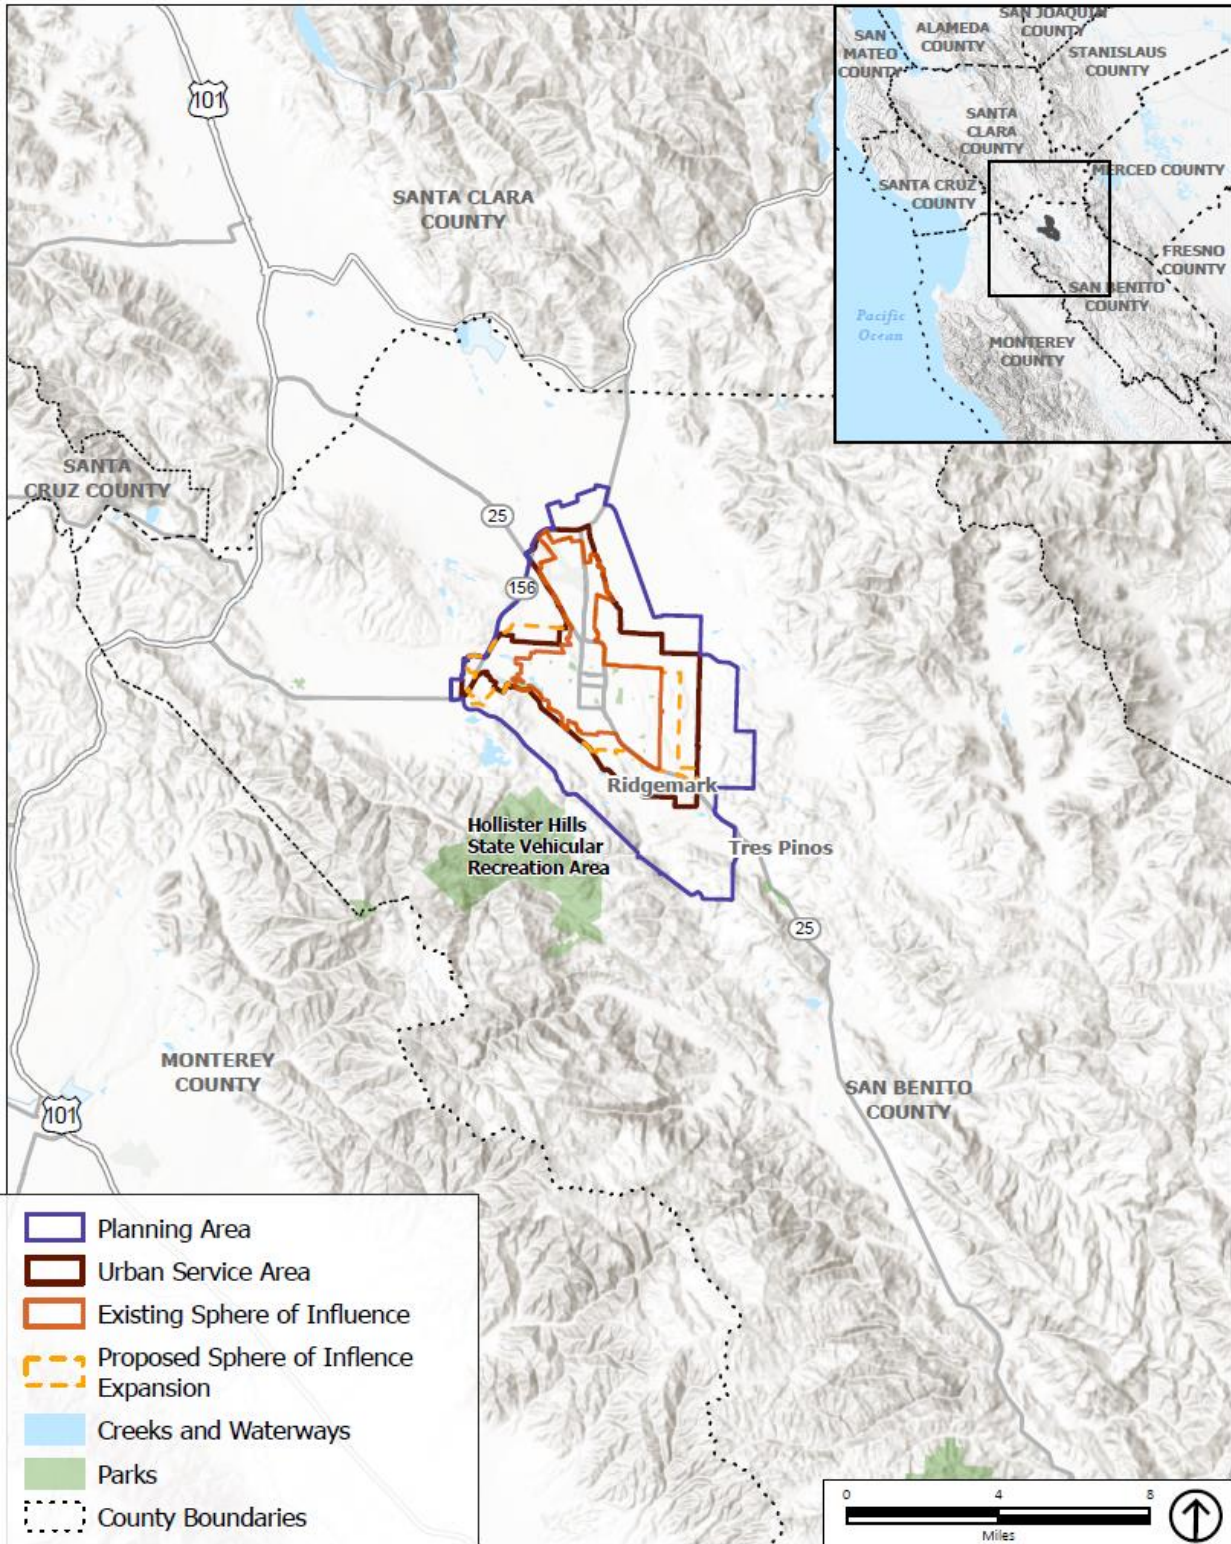 101
SANTA CLARA
COUNTY
SANTA
CRUZ COUNTY
25
156
Ridgemark
Hollister Hills
State Vehicular
Recreation Area
Tres Pinos
25
MONTEREY
COUNTY
SAN BENITO
COUNTY
101
SAN JOAQUIN
COUNTY
ALAMEDA
COUNTY
SAN
MATEO
COUNTY
STANISLAUS
COUNTY
SANTA
CLARA
COUNTY
MERCED COUNTY
SANTA CRUZ
COUNTY
FRESNO
COUNTY
SAN BENITO
COUNTY
Pacific
Ocean
MONTEREY
COUNTY
Planning Area
Urban Service Area
Existing Sphere of Influence
Proposed Sphere of Inflence
Expansion
Creeks and Waterways
Parks
County Boundaries
0 4 8
Miles